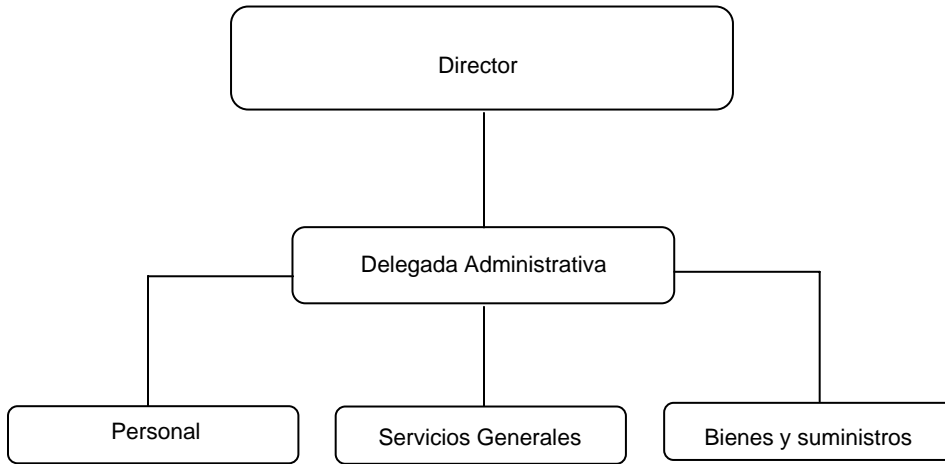 Director
Delegada Administrativa
Personal
Servicios Generales
Bienes y suministros